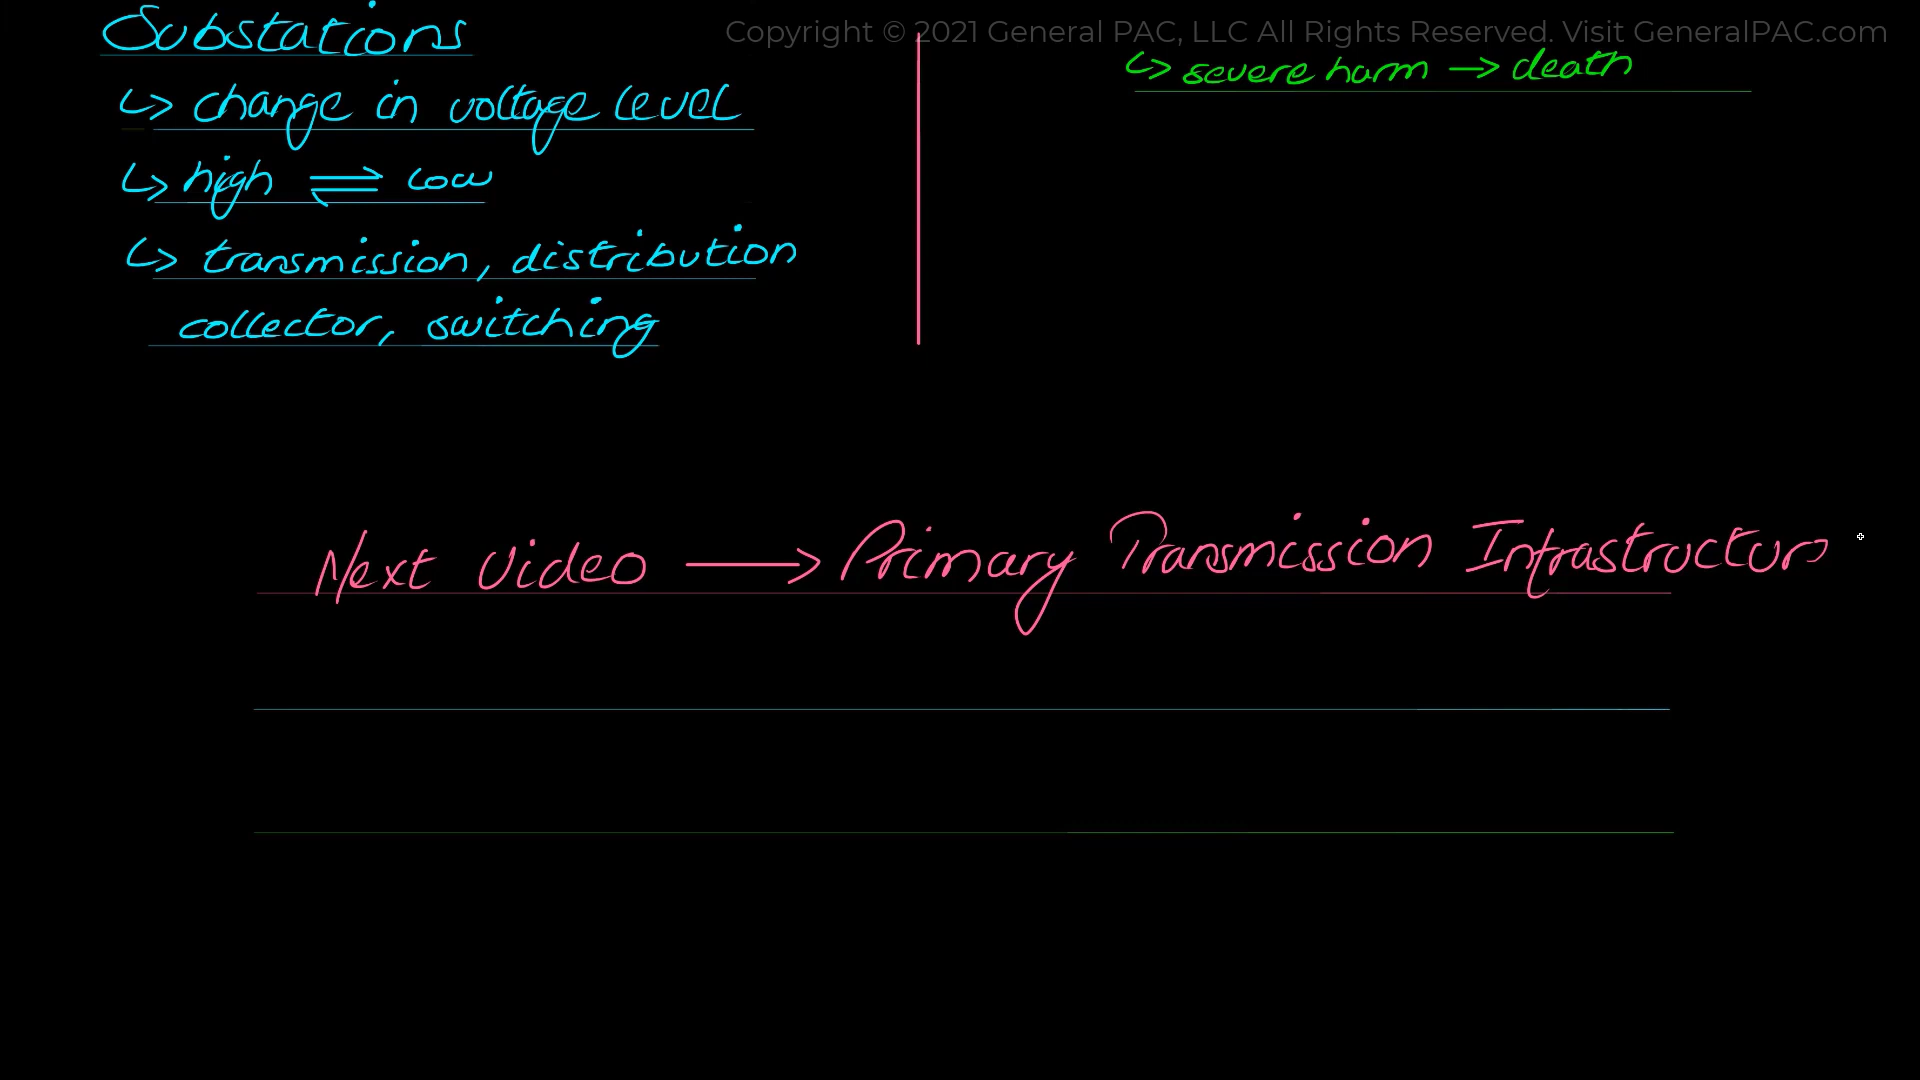 Copyright © 2021 General PAC, LLC All Rights Reserved. Visit GeneralPAC.com
Substations
↳ change in voltage level
↳ high ⇌ low
↳ transmission, distribution
collector, switching
↳ severe harm → death
Next Video → Primary Transmission Infrastructure